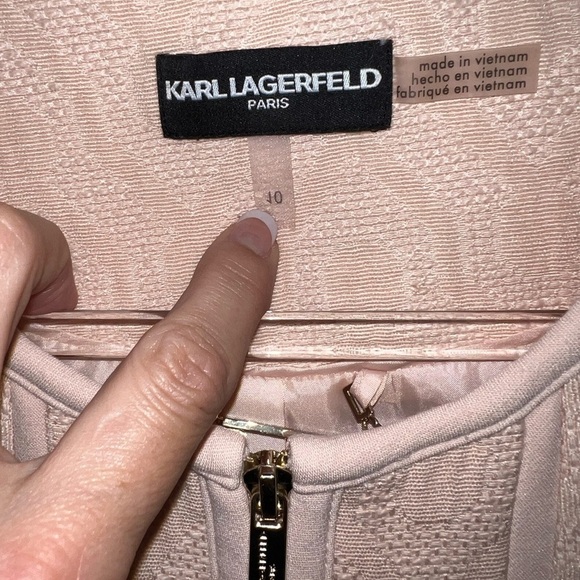 KARL LAGERFELD
PARIS
made in vietnam
hecho en vietnam
fabriqué en vietnam
10